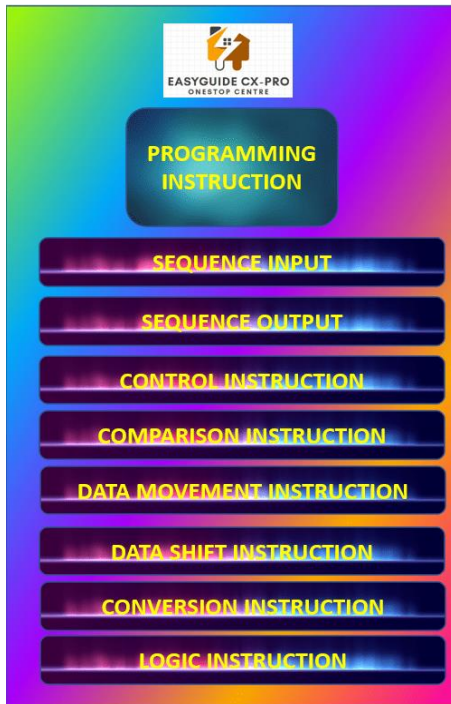 EASYGUIDE CX-PRO
ONESTOP CENTRE
PROGRAMMING
INSTRUCTION
SEQUENCE INPUT
SEQUENCE OUTPUT
CONTROL INSTRUCTION
COMPARISON INSTRUCTION
DATA MOVEMENT INSTRUCTION
DATA SHIFT INSTRUCTION
CONVERSION INSTRUCTION
LOGIC INSTRUCTION